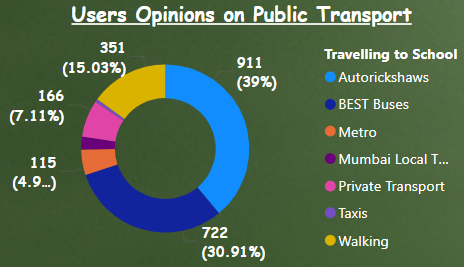 Users Opinions on Public Transport
351
(15.03%)
911
(39%)
166
(7.11%)
115
(4.9...)
722
(30.91%)
Travelling to School
Autorickshaws
BEST Buses
Metro
Mumbai Local T...
Private Transport
Taxis
Walking